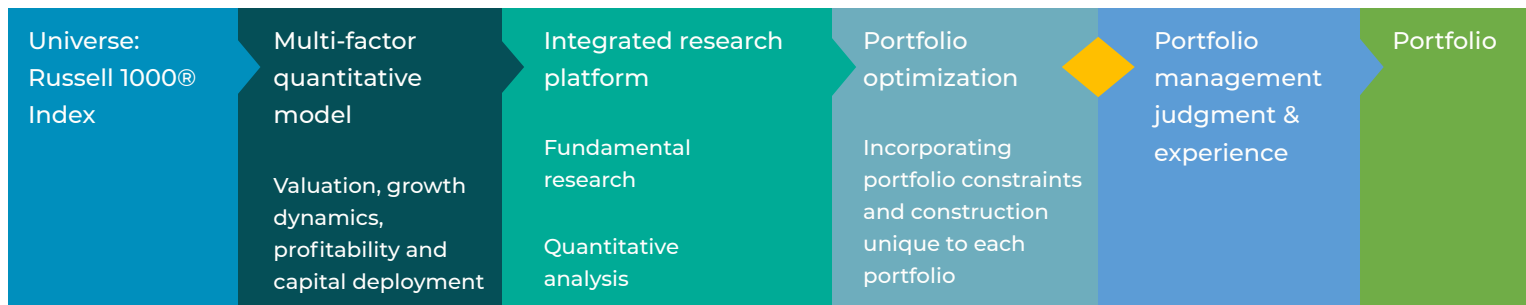 Universe:
Russell 1000®
Index
Multi-factor
quantitative
model
Valuation, growth
dynamics,
profitability and
capital deployment
Integrated research
platform
Fundamental
research
Quantitative
analysis
Portfolio
optimization
Incorporating
portfolio constraints
and construction
unique to each
portfolio
Portfolio
management
judgment &
experience
Portfolio